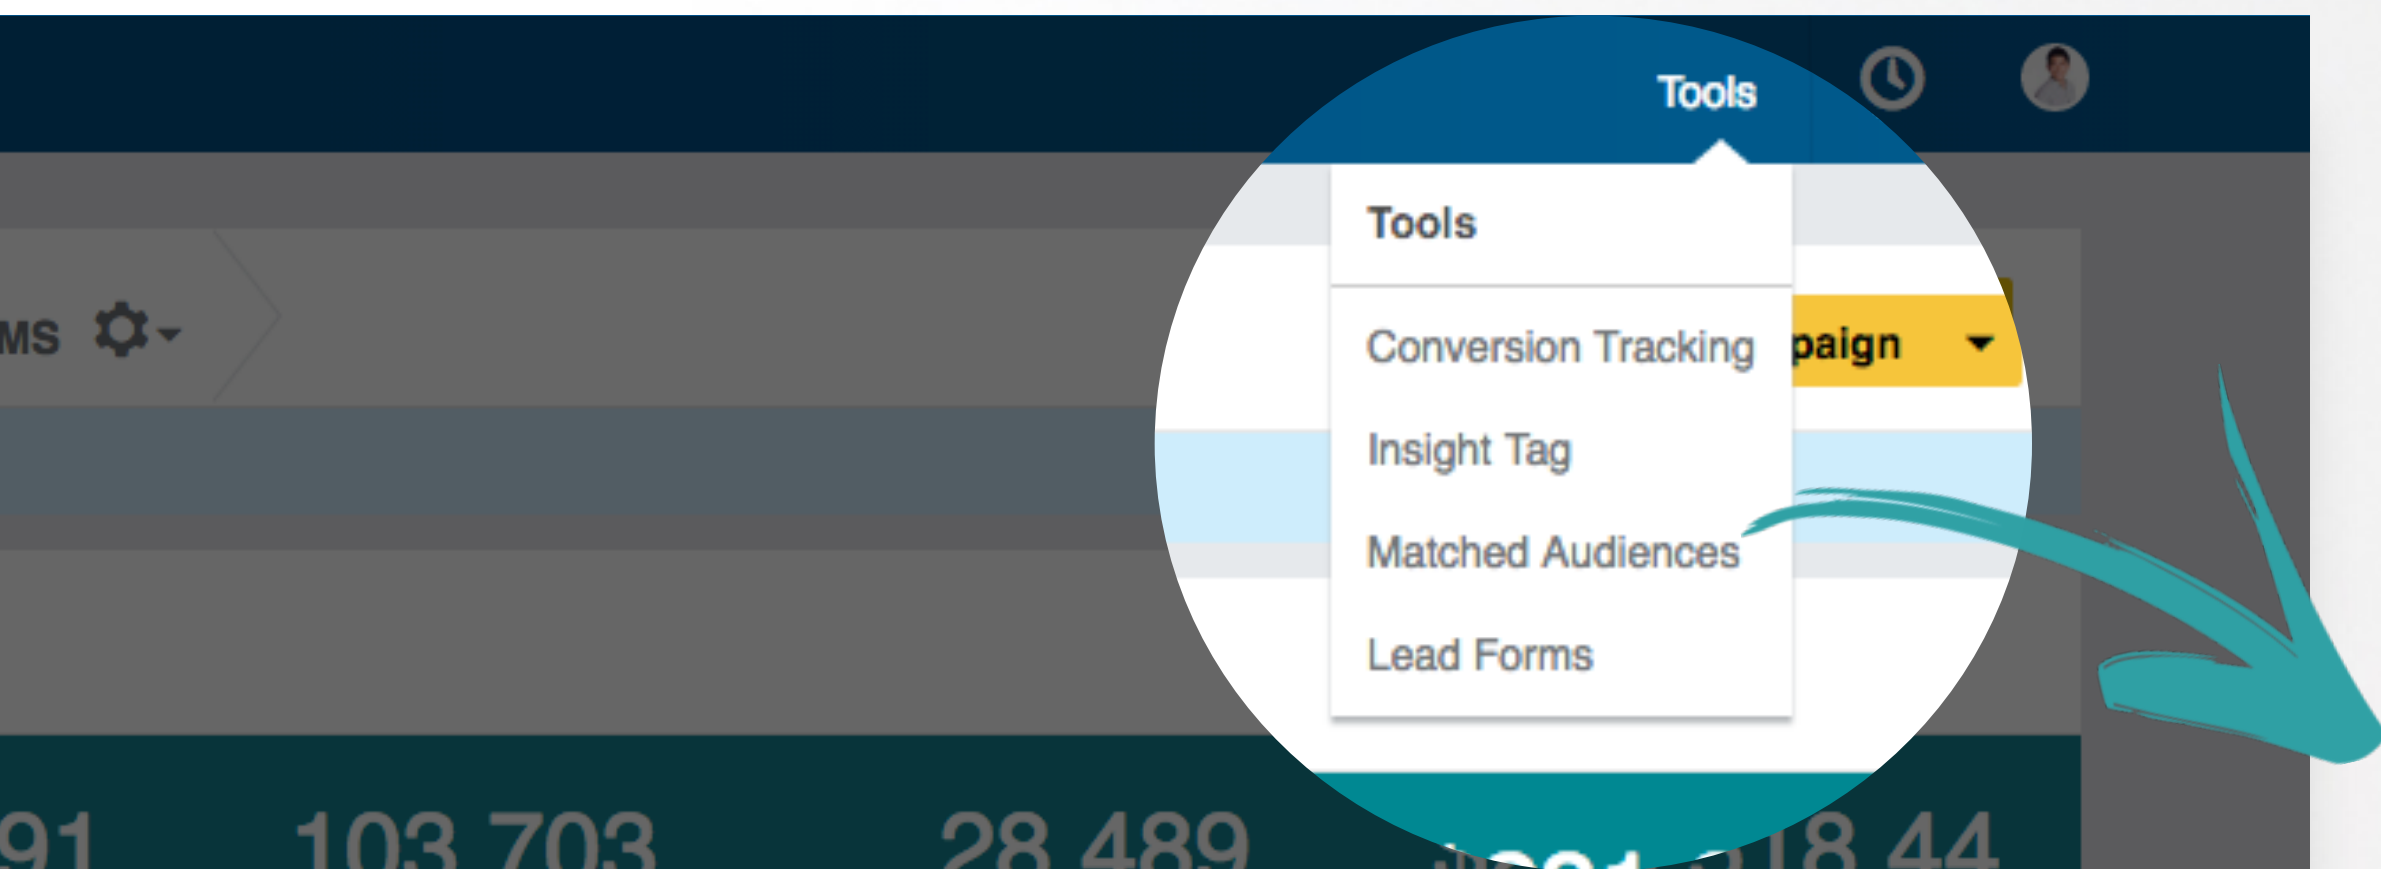 Tools
Tools
MS
Conversion Tracking
paign
Insight Tag
Matched Audiences
Lead Forms
91 103 703 28 489 18 44